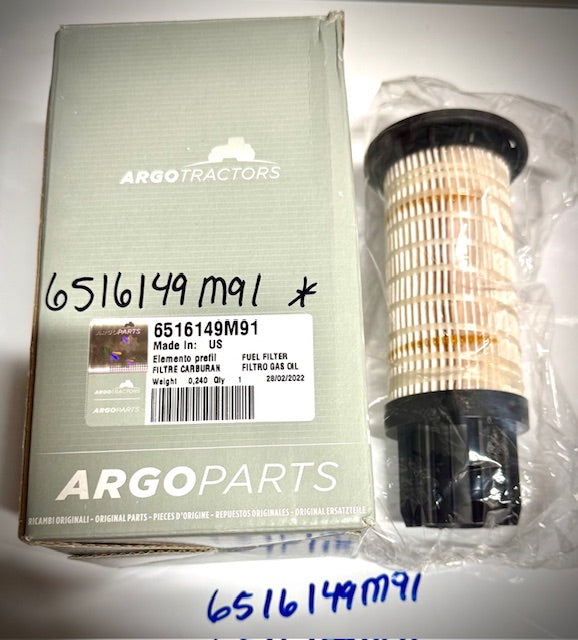 ARGOTRACTORS
6516149M91 *
ARGOPARTS
6516149M91
Made In: US
Elemento prefil FUEL FILTER
FILTRE CARBURAN FILTRO GAS OIL
Weight 0,240 Qty 1 28/02/2022
ARGOTRACTORS
ARGOPARTS
ARGOPARTS
RICAMBI ORIGINALI - ORIGINAL PARTS - PIECES D'ORIGINE - REPUESTOS ORIGINALES - ORIGINAL ERSATZTEILE
6516149M91